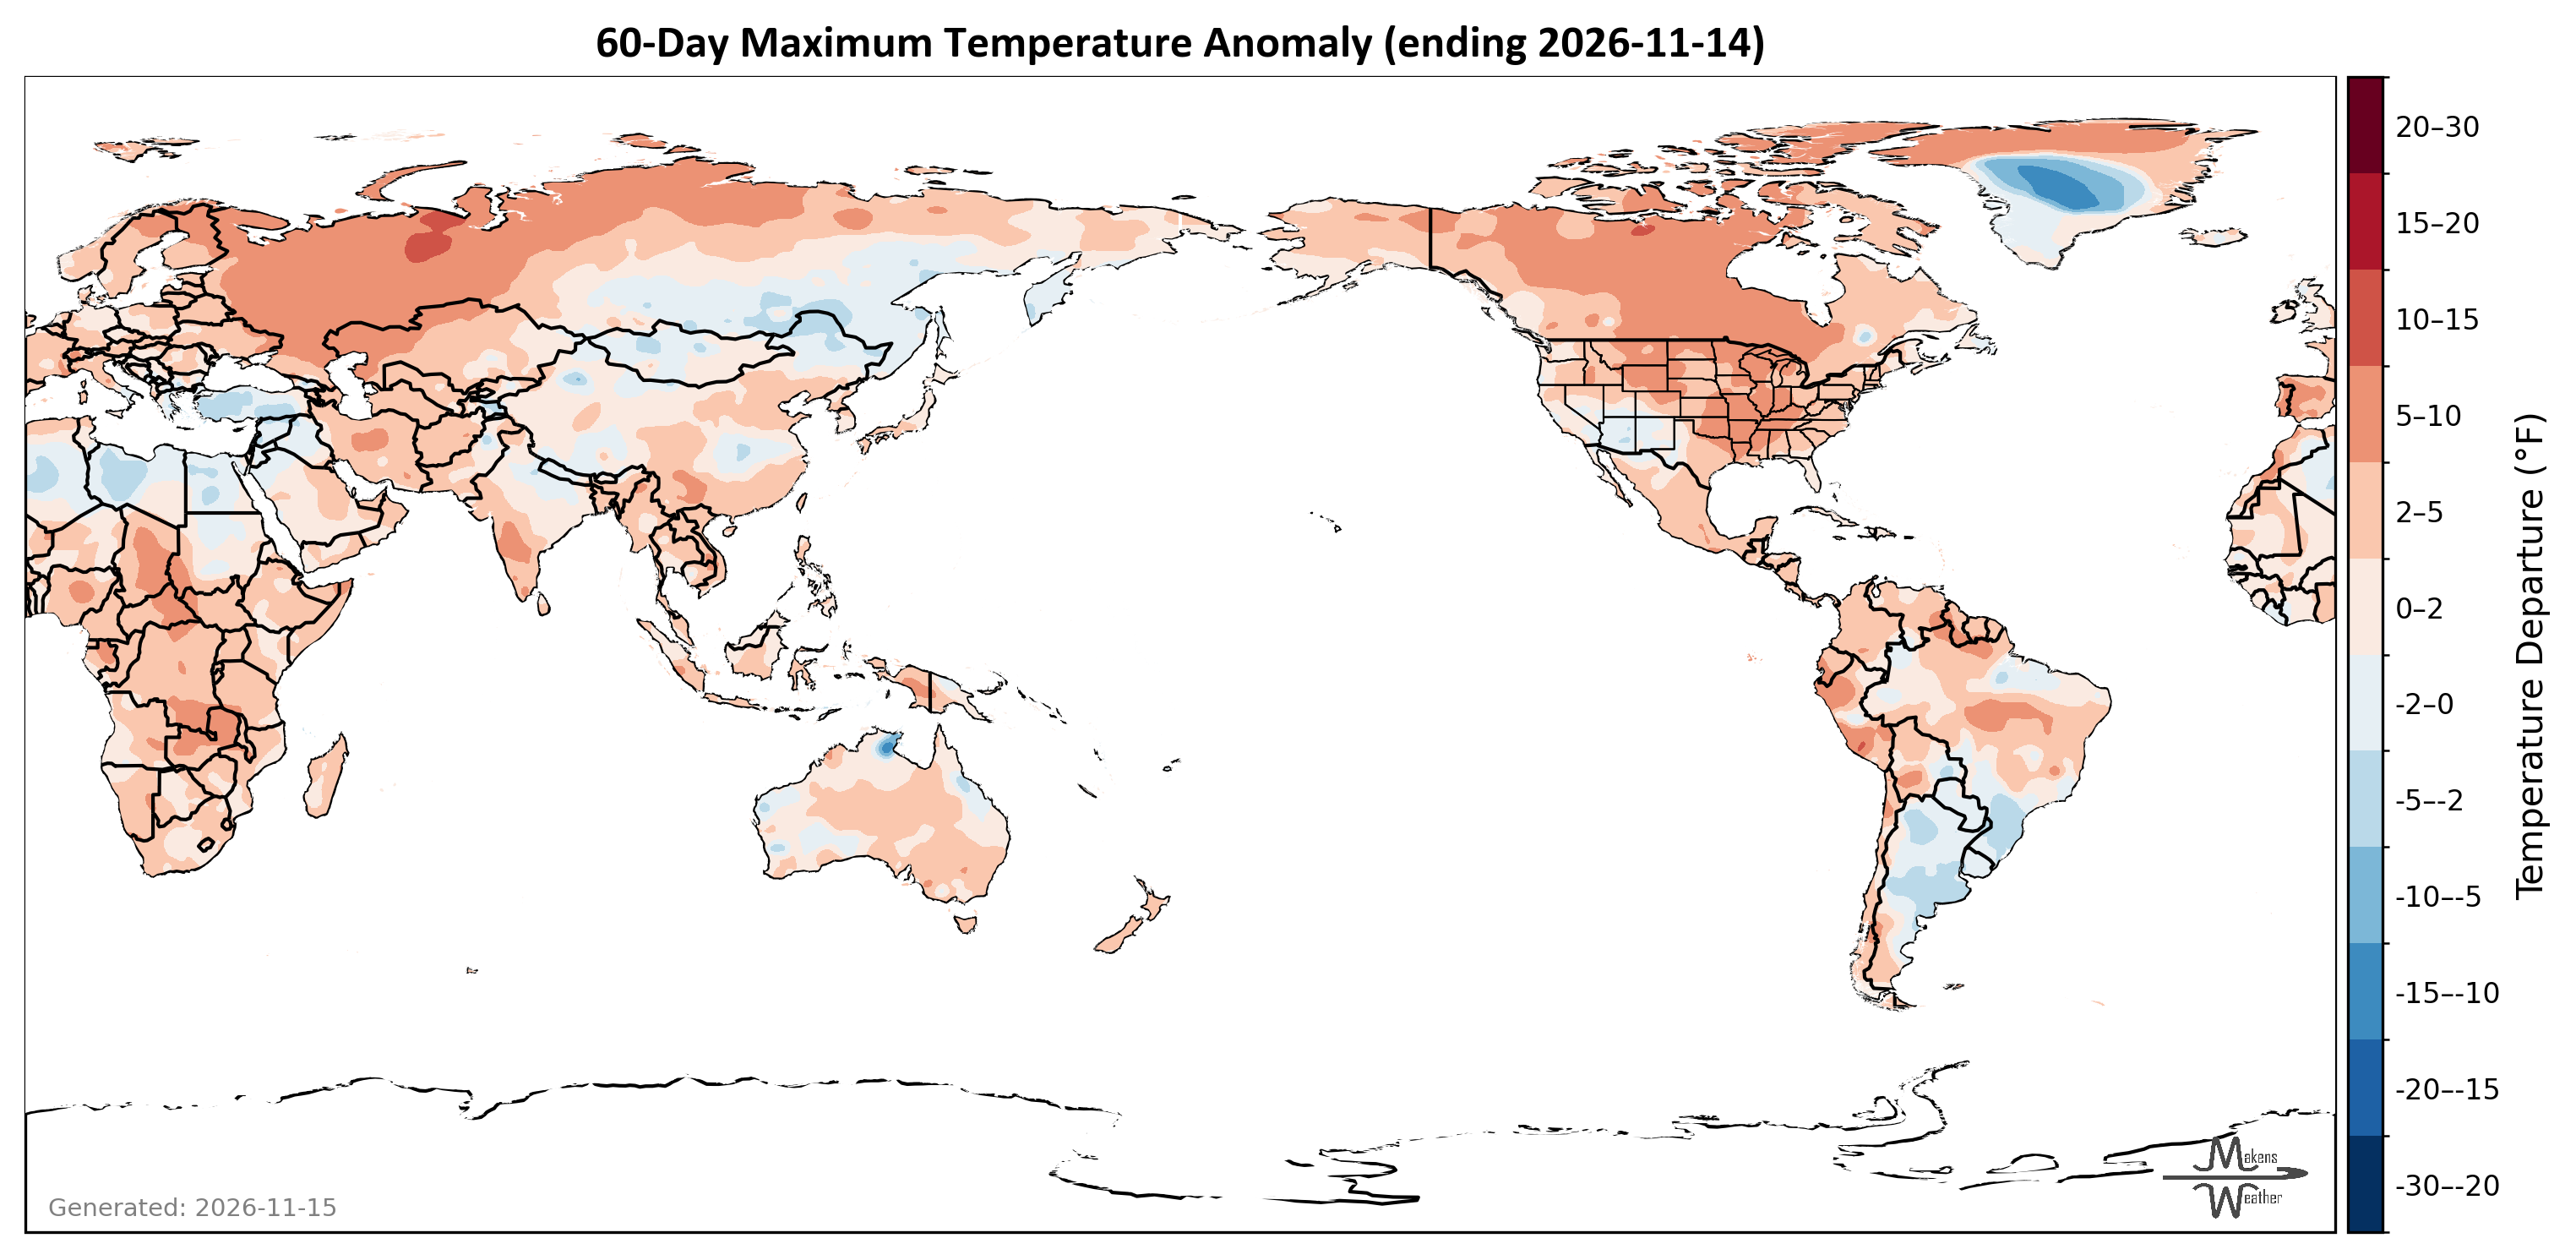 60-Day Maximum Temperature Anomaly (ending 2026-11-14)
20–30
15–20
10–15
5–10
2–5
0–2
-2–0
-5–-2
-10–-5
-15–-10
-20–-15
-30–-20
Temperature Departure (°F)
Makens
Weather
Generated: 2026-11-15